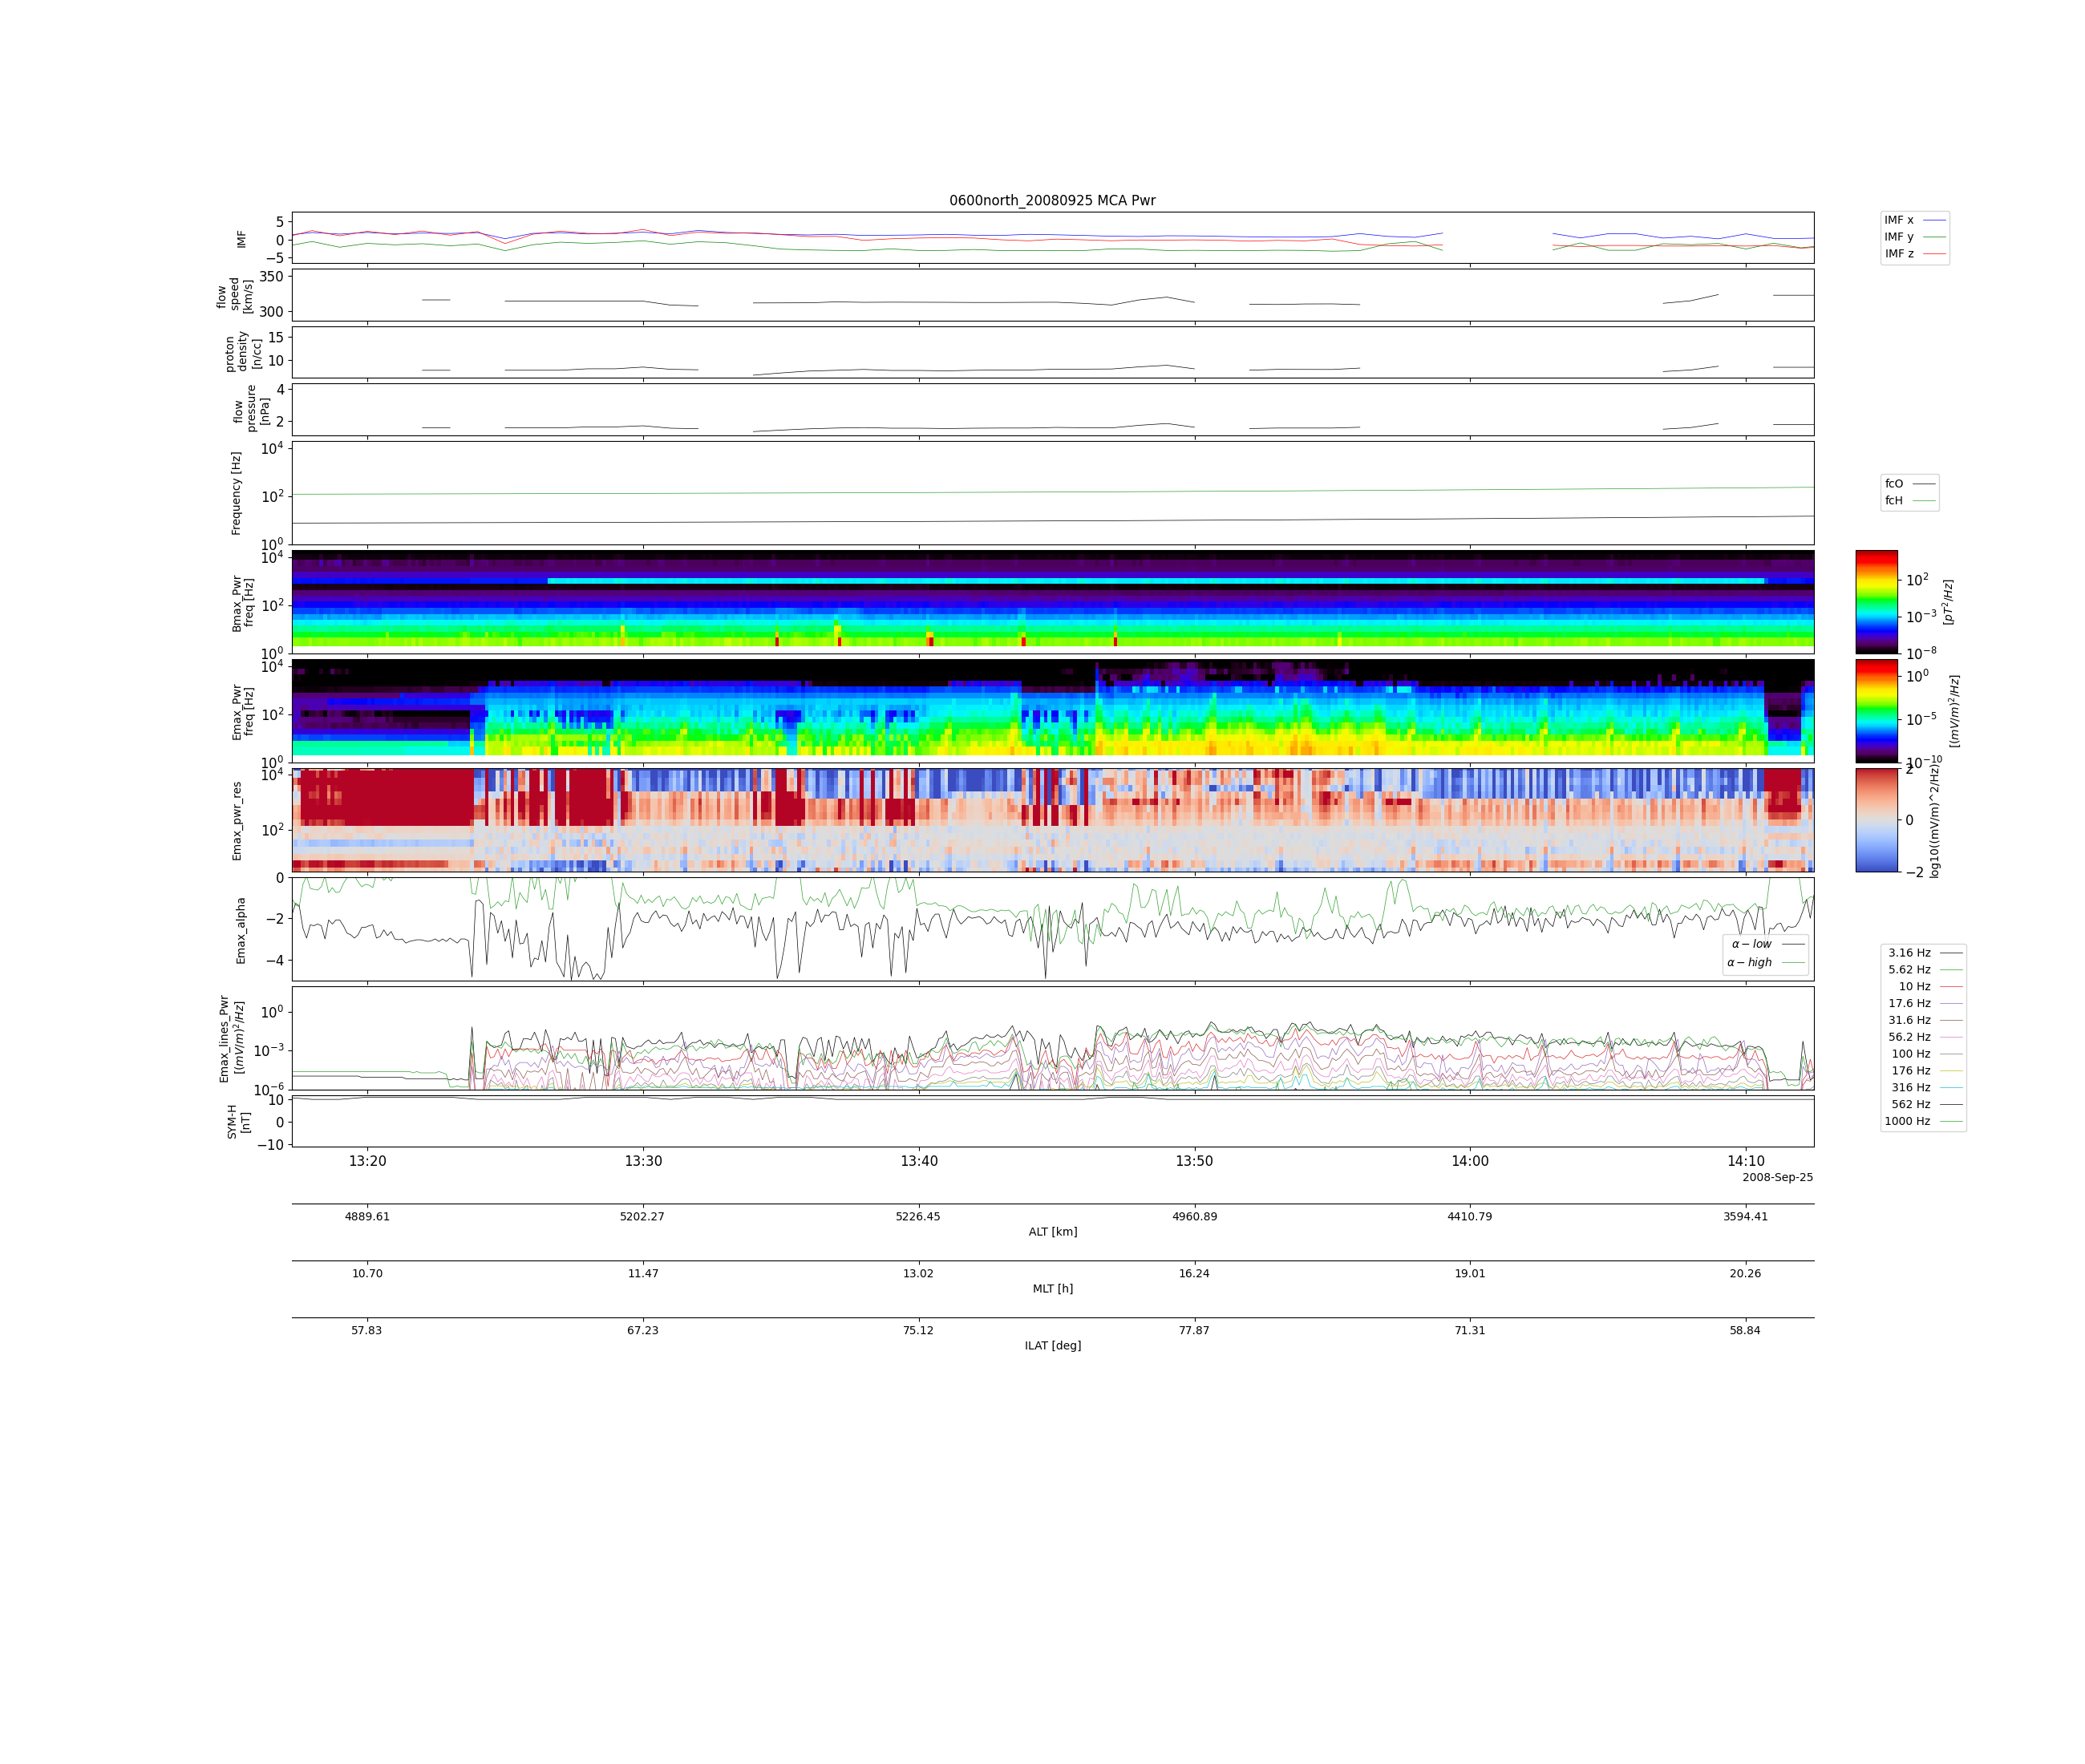 0600north_20080925 MCA Pwr
IMF
5
0
−5
IMF x
IMF y
IMF z
flow
speed
[km/s]
350
300
proton
density
[n/cc]
15
10
flow
pressure
[nPa]
4
2
Frequency [Hz]
10^4
10^2
10^0
fcO
fcH
Bmax_Pwr
freq [Hz]
10^4
10^2
10^0
10^2
10^-3
10^-8
[pT^2/Hz]
Emax_Pwr
freq [Hz]
10^4
10^2
10^0
10^0
10^-5
10^-10
[(mV/m)^2/Hz]
Emax_pwr_res
10^4
10^2
2
0
−2
log10((mV/m)^2/Hz)
Emax_alpha
0
−2
−4
α − low
α − high
Emax_lines_Pwr
[(mV/m)^2/Hz]
10^0
10^-3
10^-6
3.16 Hz
5.62 Hz
10 Hz
17.6 Hz
31.6 Hz
56.2 Hz
100 Hz
176 Hz
316 Hz
562 Hz
1000 Hz
SYM-H
[nT]
10
0
−10
13:20 13:30 13:40 13:50 14:00 14:10
2008-Sep-25
4889.61 5202.27 5226.45 4960.89 4410.79 3594.41
ALT [km]
10.70 11.47 13.02 16.24 19.01 20.26
MLT [h]
57.83 67.23 75.12 77.87 71.31 58.84
ILAT [deg]